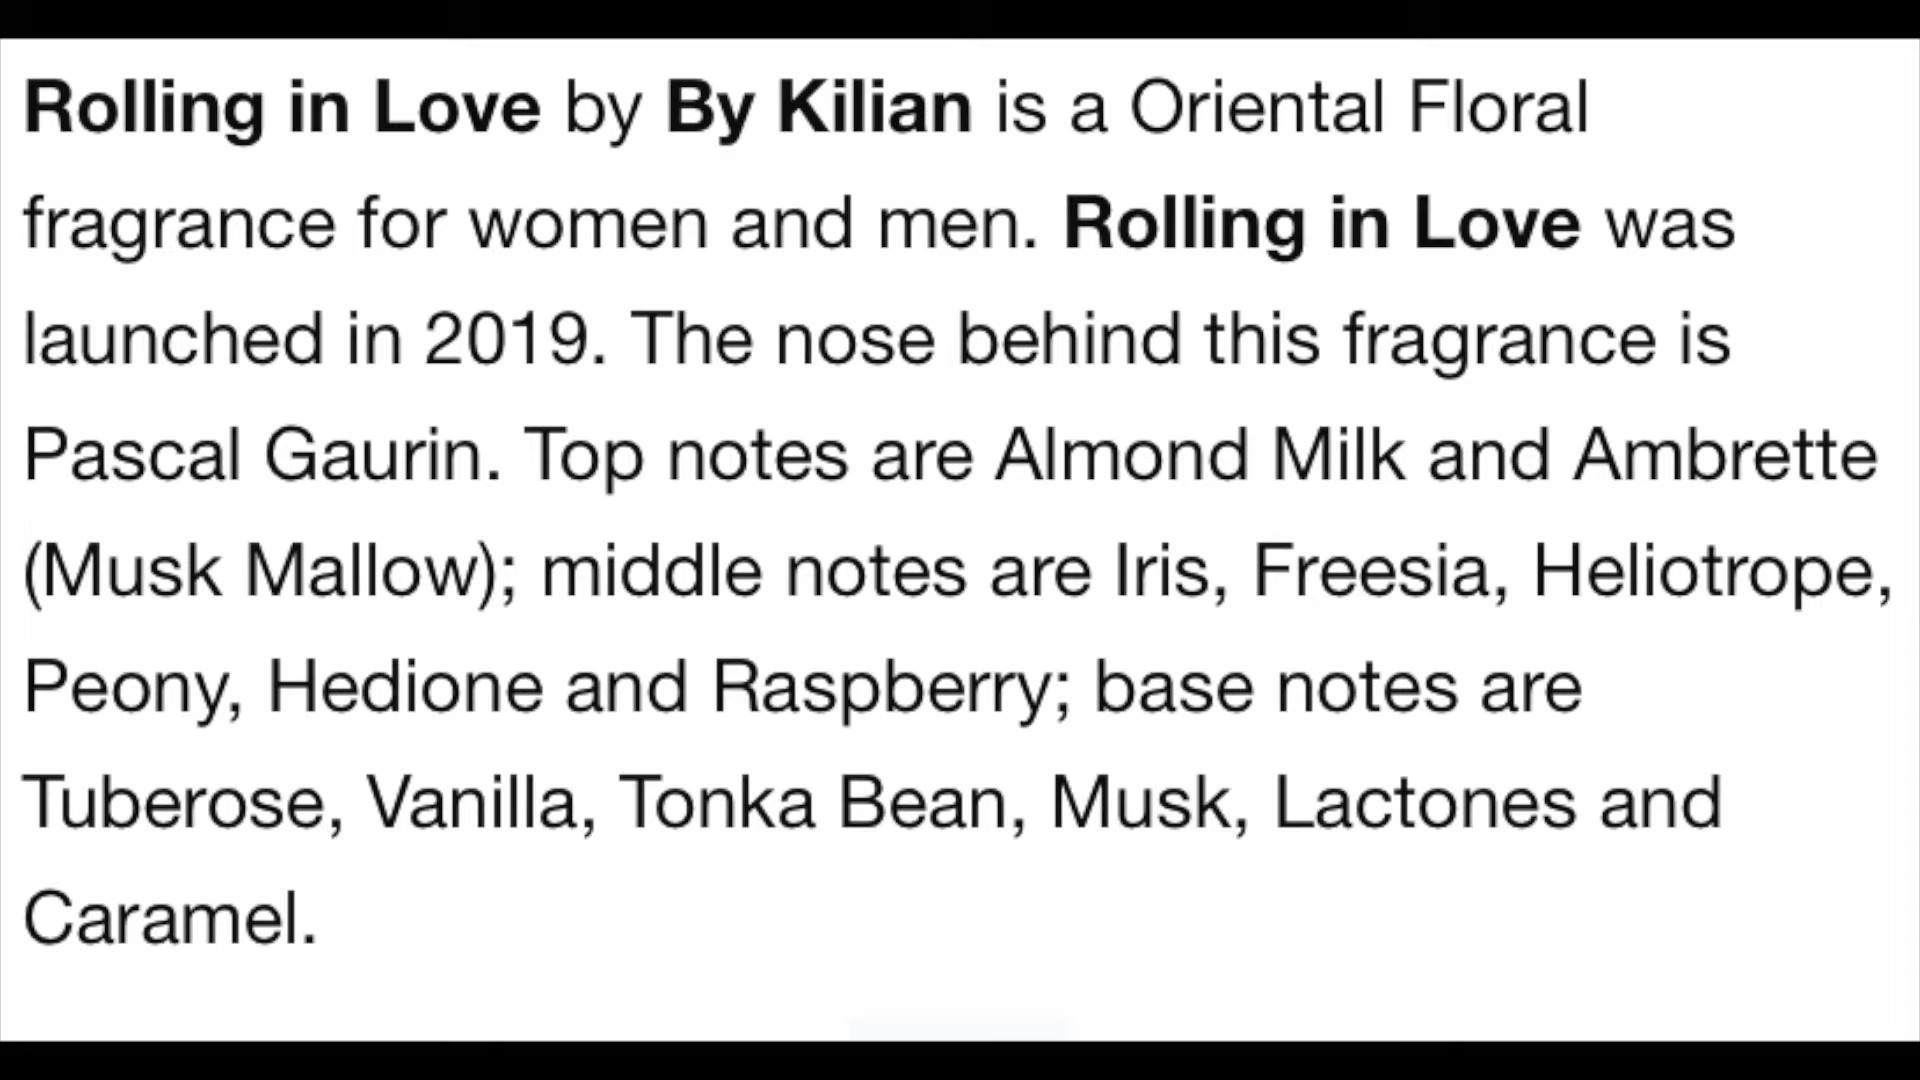 Rolling in Love by By Kilian is a Oriental Floral
fragrance for women and men. Rolling in Love was
launched in 2019. The nose behind this fragrance is
Pascal Gaurin. Top notes are Almond Milk and Ambrette
(Musk Mallow); middle notes are Iris, Freesia, Heliotrope,
Peony, Hedione and Raspberry; base notes are
Tuberose, Vanilla, Tonka Bean, Musk, Lactones and
Caramel.